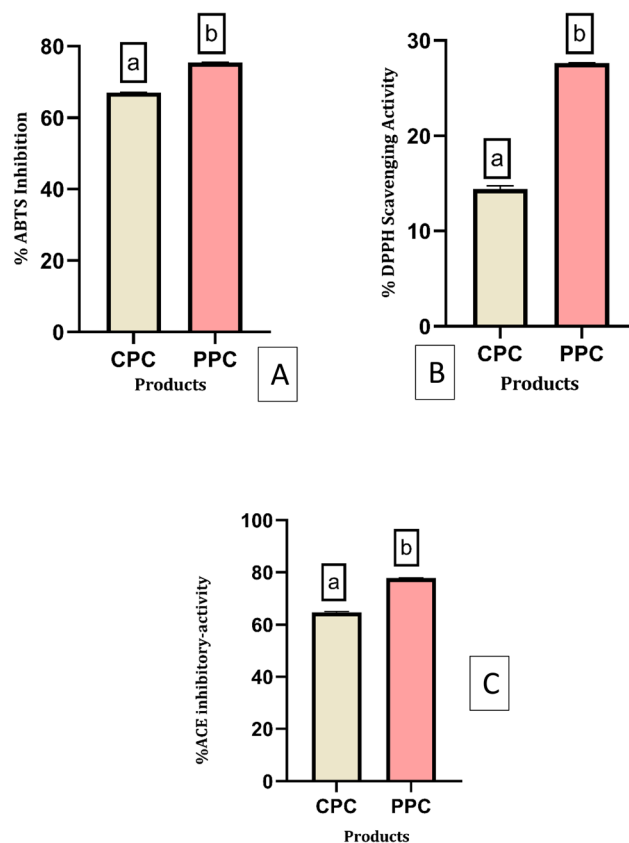 % ABTS Inhibition
80
60
40
20
0
a
b
CPC
PPC
Products
A
% DPPH Scavenging Activity
30
20
10
0
a
b
CPC
PPC
Products
B
%ACE inhibitory-activity
100
80
60
40
20
0
a
b
CPC
PPC
Products
C